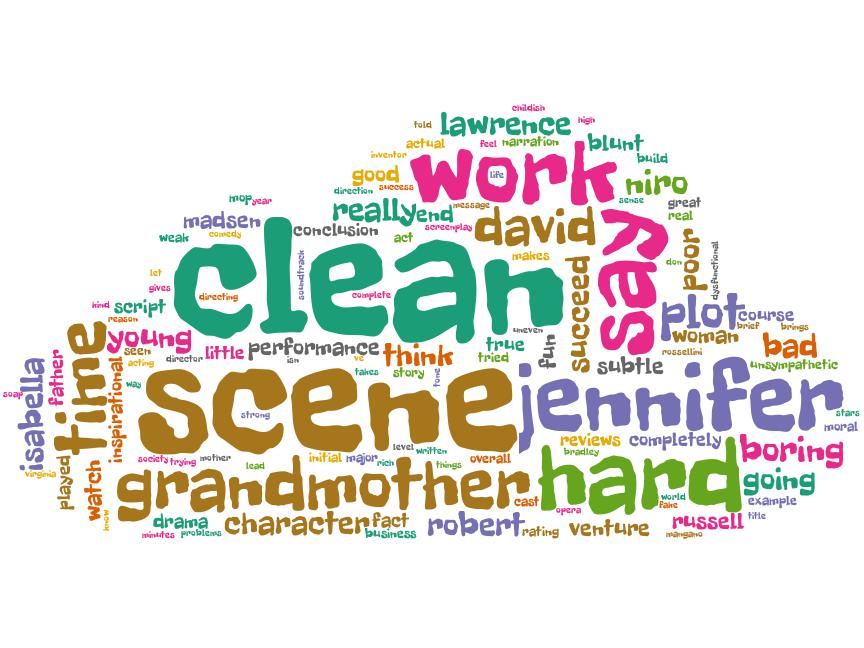 childish
told
lawrence
high
actual
feel
narration
blunt
inventor
work
build
good
life
niro
direction
success
sense
great
mop
year
really
end
message
real
madsen
screenplay
david
say
weak
comedy
conclusion
act
poor
clean
makes
don
dysfunctional
let
soundtrack
succeed
gives
directing
complete
kind
script
plot
course
reason
uneven
brief
brings
time
young
true
fun
woman
bad
seen
director
little
performance
think
tried
subtle
rossellini
unsympathetic
acting
isn
ve
isabella
father
inspirational
way
takes
story
tone
scene
jennifer
soap
strong
stars
moral
reviews
completely
boring
society
trying
mother
level
written
bradley
virginia
played
watch
lead
initial
major
rich
things
overall
grandmother
hard
going
world
fake
cast
example
opera
know
drama
character
fact
robert
venture
russell
title
minutes
problems
business
rating
mangano